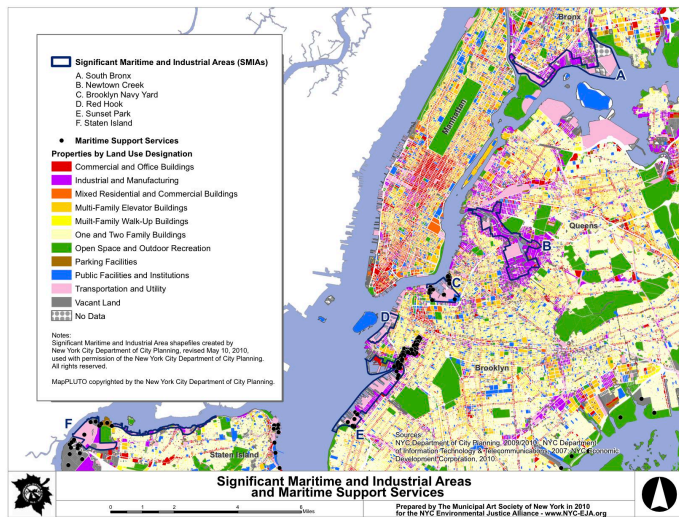 Significant Maritime and Industrial Areas (SMIAs)
A. South Bronx
B. Newtown Creek
C. Brooklyn Navy Yard
D. Red Hook
E. Sunset Park
F. Staten Island
Maritime Support Services
Properties by Land Use Designation
Commercial and Office Buildings
Industrial and Manufacturing
Mixed Residential and Commercial Buildings
Multi-Family Elevator Buildings
Muilt-Family Walk-Up Buildings
One and Two Family Buildings
Open Space and Outdoor Recreation
Parking Facilities
Public Facilities and Institutions
Transportation and Utility
Vacant Land
No Data
Notes:
Significant Maritime and Industrial Area shapefiles created by
New York City Department of City Planning, revised May 10, 2010,
used with permission of the New York City Department of City Planning.
All rights reserved.
MapPLUTO copyrighted by the New York City Department of City Planning.
Bronx
A
Manhattan
Queens
B
C
D
Brooklyn
E
F
Staten Island
Sources:
NYC Department of City Planning, 2009/2010; NYC Department
of Information Technology & Telecommunications, 2007; NYC Economic
Development Corporation, 2010.
Significant Maritime and Industrial Areas
and Maritime Support Services
0 1 2 4 6 Miles
Prepared by The Municipal Art Society of New York in 2010
for the NYC Environmental Justice Alliance - www.NYC-EJA.org